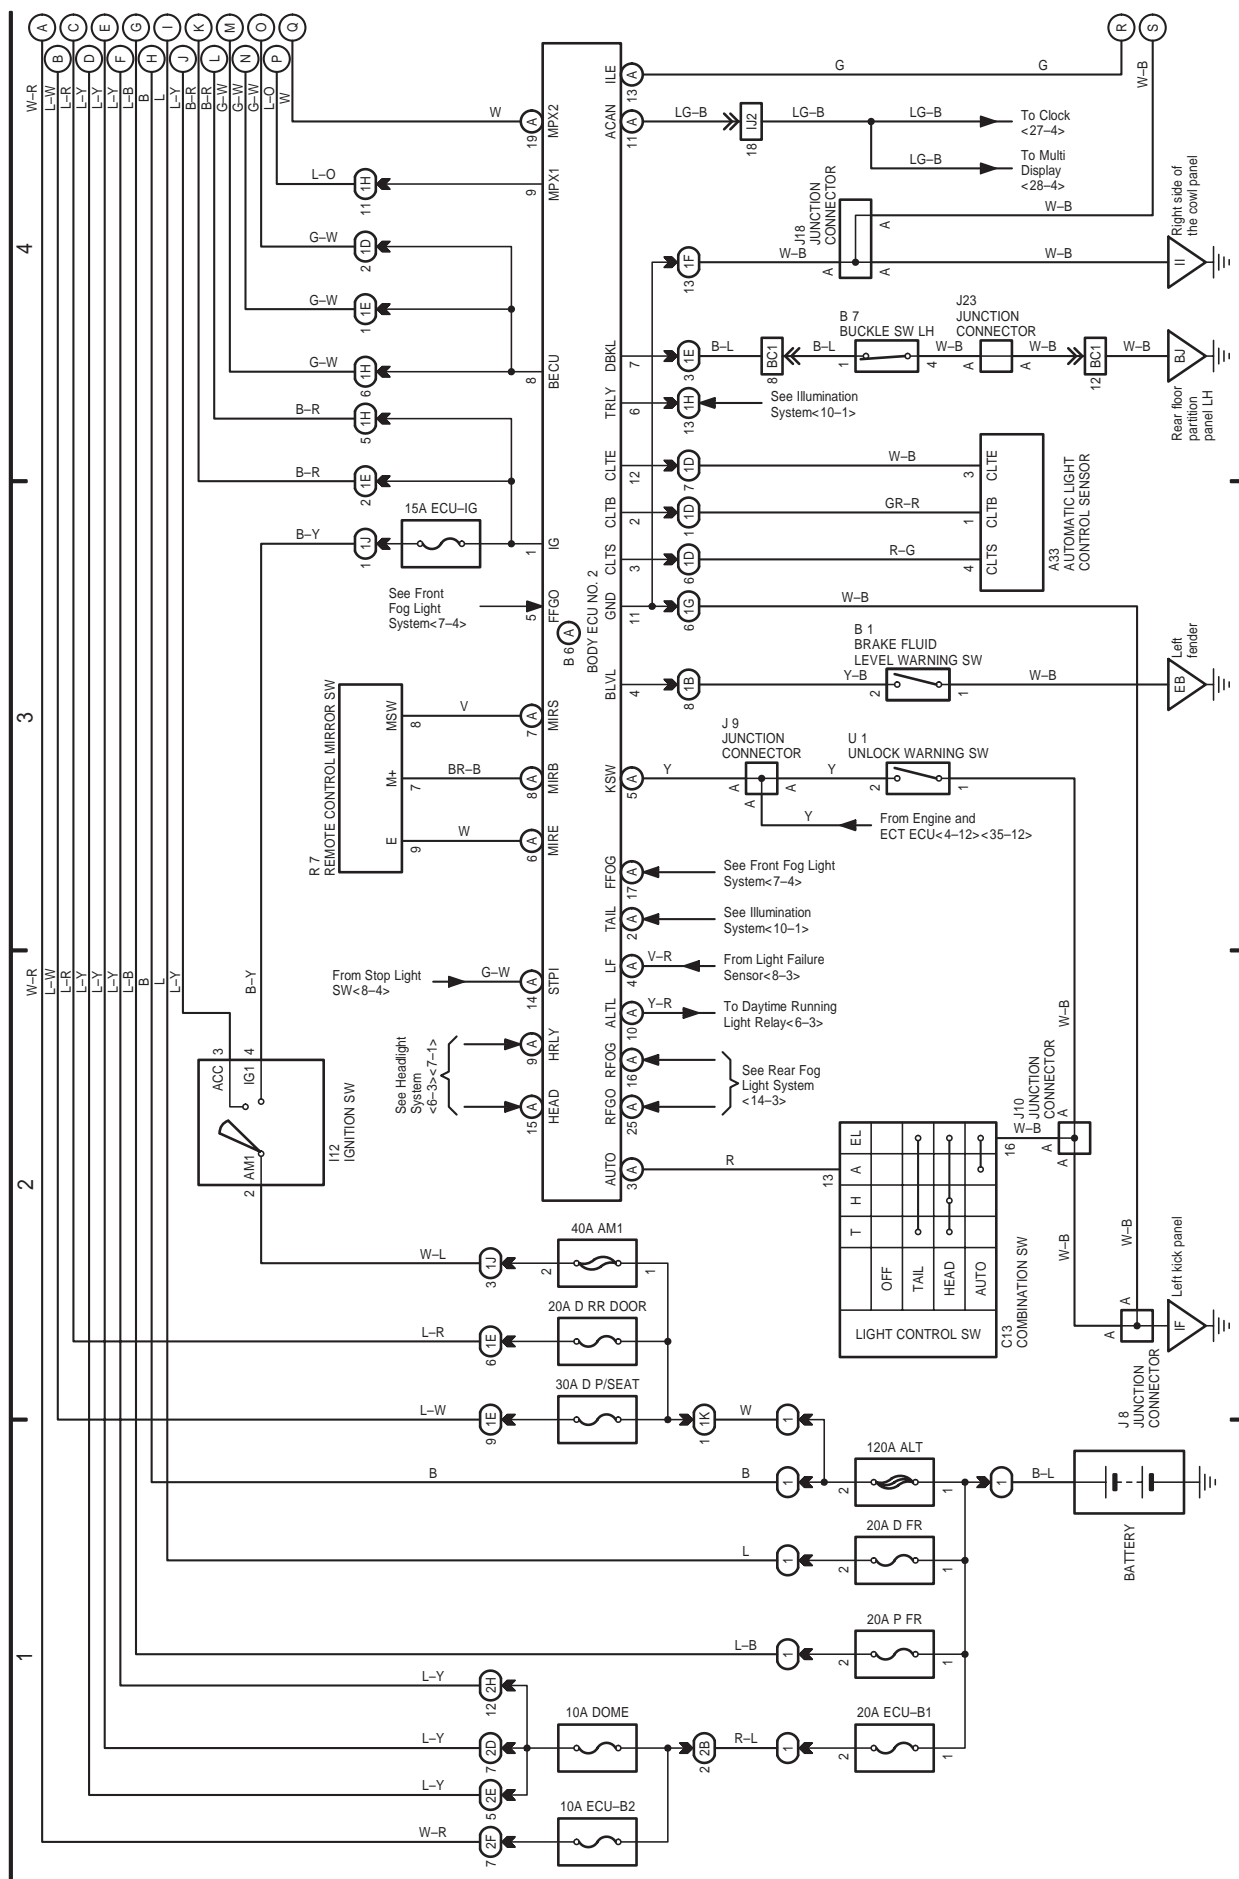 A
C
E
G
I
K
M
O
Q
R
S
B
D
F
H
J
L
N
P
W–R
L–W
L–R
L–Y
L–Y
L–Y
L–B
B
L
L–Y
B–R
B–R
G–W
G–W
G–W
L–O
W
G
G
W–B
ILE
13
A
W
19
A
MPX2
ACAN
11
A
LG–B
IJ2
18
LG–B
LG–B
To Clock
<27–4>
LG–B
To Multi
Display
<28–4>
L–O
11
1H
9
MPX1
J18
JUNCTION
CONNECTOR
A
W–B
4
G–W
2
1D
13
1F
W–B
A
A
W–B
II
Right side of
the cowl panel
G–W
1
1E
B 7
BUCKLE SW LH
J23
JUNCTION
CONNECTOR
G–W
6
1H
8
BECU
DBKL
7
3
1E
B–L
8
BC1
B–L
1
4
W–B
A
A
W–B
12
BC1
W–B
BJ
Rear floor
partition
panel LH
B–R
5
1H
TRLY
6
13
1H
See Illumination
System<10–1>
B–R
2
1E
CLTE
12
7
1D
W–B
3
CLTE
15A ECU–IG
CLTB
2
1
1D
GR–R
1
CLTB
B–Y
1
1J
1
IG
CLTS
3
6
1D
R–G
4
CLTS
A33
AUTOMATIC LIGHT
CONTROL SENSOR
See Front
Fog Light
System<7–4>
5
FFGO
B 6
A
BODY ECU NO. 2
GND
11
6
1G
W–B
B 1
BRAKE FLUID
LEVEL WARNING SW
BLVL
4
8
1B
Y–B
2
1
W–B
EB
Left
fender
3
R 7
REMOTE CONTROL MIRROR SW
MSW
8
V
7
A
MIRS
M+
7
BR–B
8
A
MIRB
E
9
W
6
A
MIRE
J 9
JUNCTION
CONNECTOR
U 1
UNLOCK WARNING SW
KSW
5
A
Y
A
A
A
Y
2
1
Y
From Engine and
ECT ECU<4–12><35–12>
FFOG
17
A
See Front Fog Light
System<7–4>
TAIL
2
A
See Illumination
System<10–1>
W–R
L–W
L–R
L–Y
L–Y
L–Y
L–B
B
L
L–Y
B–Y
From Stop Light
SW<8–4>
G–W
14
A
STPI
LF
4
A
V–R
From Light Failure
Sensor<8–3>
ALTL
10
A
Y–R
To Daytime Running
Light Relay<6–3>
W–B
See Headlight
System
<6–3><7–1>
9
A
HRLY
15
A
HEAD
RFOG
16
A
RFGO
25
A
See Rear Fog
Light System
<14–3>
ACC
3
IG1
4
AM1
2
I12
IGNITION SW
2
AUTO
3
A
R
13
EL
A
H
T
OFF
TAIL
HEAD
AUTO
LIGHT CONTROL SW
C13
COMBINATION SW
16
W–B
A
A
A
J10
JUNCTION
CONNECTOR
W–B
W–B
W–L
3
1J
40A AM1
2
1
L–R
6
1E
20A D RR DOOR
A
A
IF
Left kick panel
J 8
JUNCTION
CONNECTOR
L–W
9
1E
30A D P/SEAT
1
1K
W
1
120A ALT
B
B
1
2
1
1
B–L
BATTERY
20A D FR
L
1
2
1
20A P FR
L–B
1
2
1
1
L–Y
12
2H
10A DOME
20A ECU–B1
L–Y
7
2D
2
2B
R–L
1
2
1
L–Y
5
2E
10A ECU–B2
W–R
7
2F